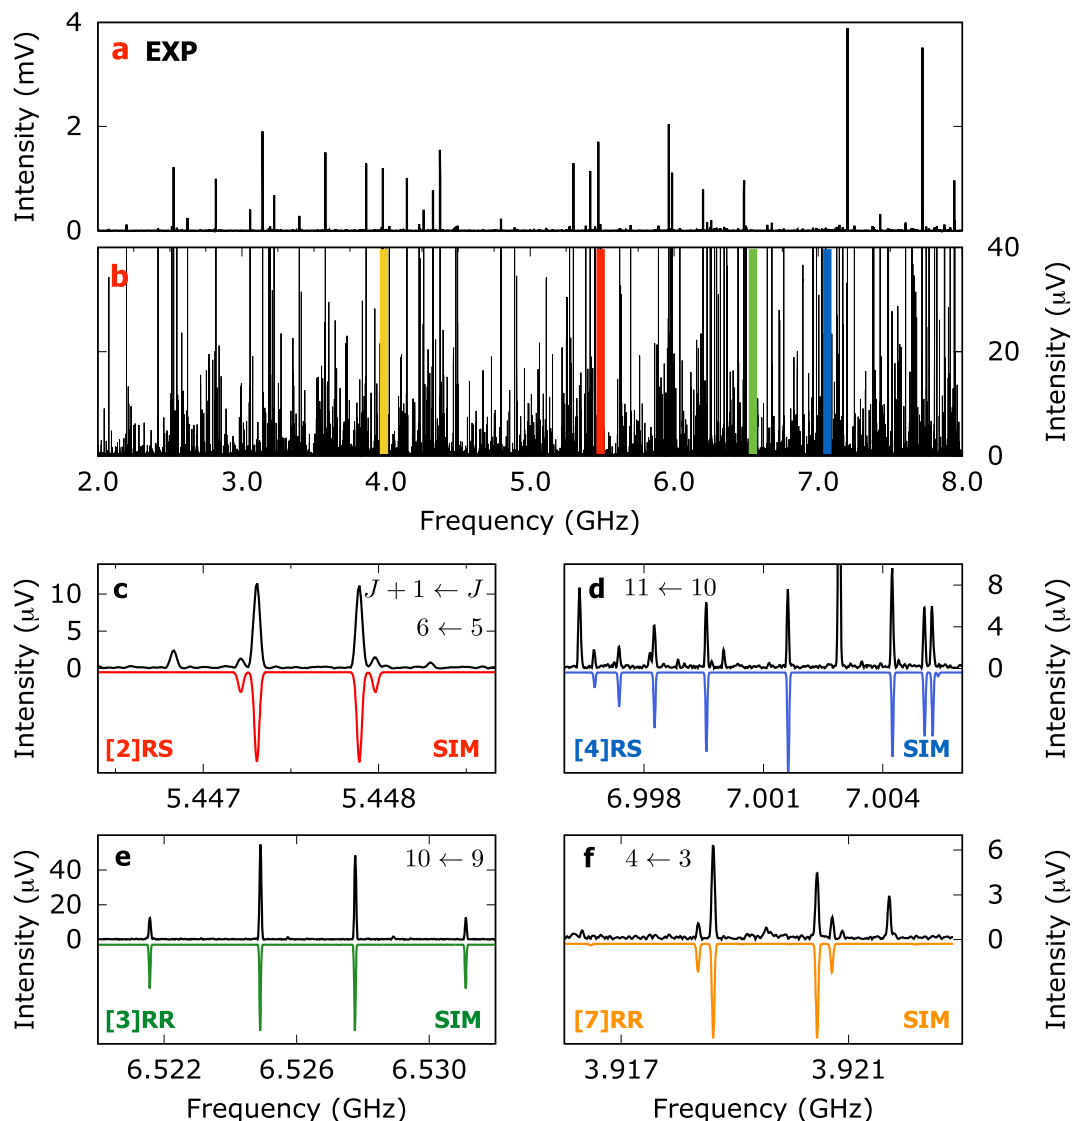 a EXP
Intensity (mV)
4
2
0
b
Intensity (μV)
40
20
0
2.0 3.0 4.0 5.0 6.0 7.0 8.0
Frequency (GHz)
c
J + 1 ← J
6 ← 5
Intensity (μV)
10
5
0
[2]RS SIM
5.447 5.448
d 11 ← 10
8
4
0
Intensity (μV)
[4]RS SIM
6.998 7.001 7.004
e 10 ← 9
Intensity (μV)
40
20
0
[3]RR SIM
6.522 6.526 6.530
Frequency (GHz)
f 4 ← 3
6
3
0
Intensity (μV)
[7]RR SIM
3.917 3.921
Frequency (GHz)